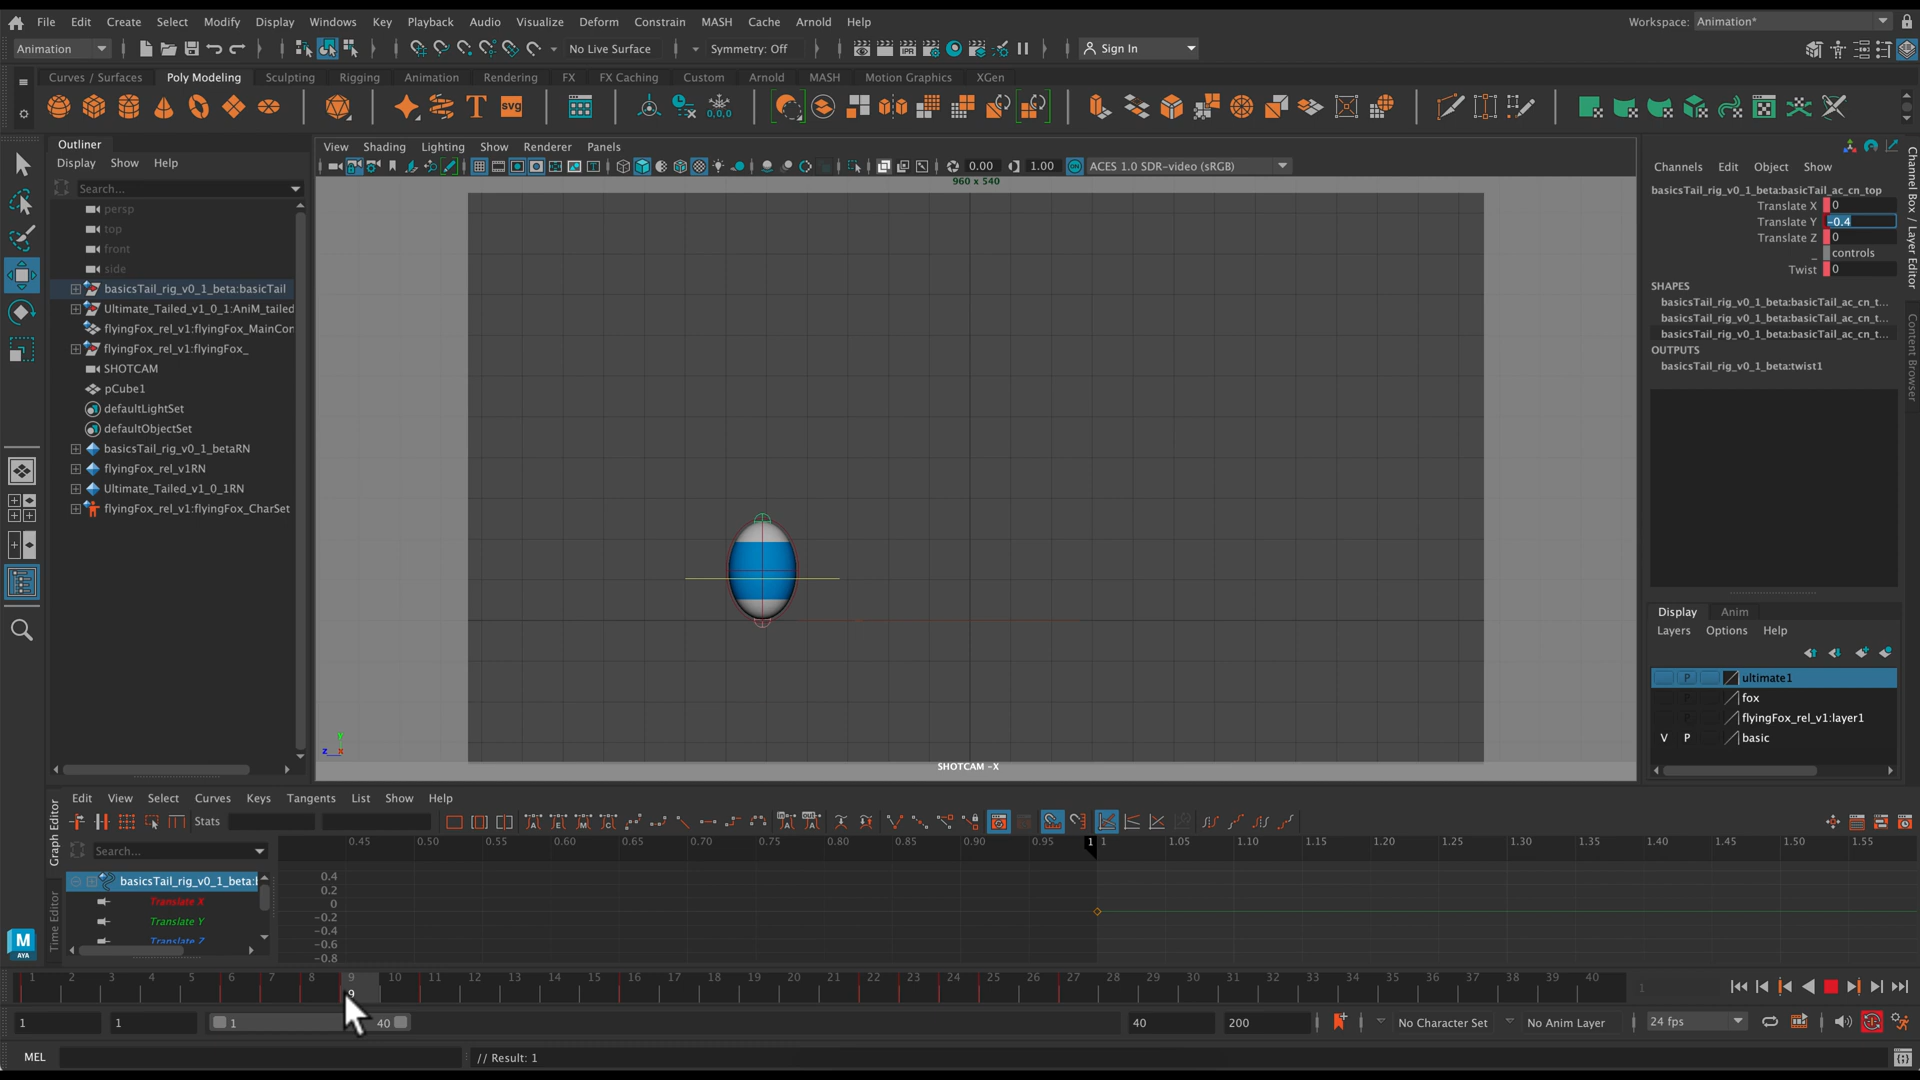 File Edit Create Select Modify Display Windows Key Playback Audio Visualize Deform Constrain MASH Cache Arnold Help Workspace: Animation*
Animation No Live Surface Symmetry: Off Sign In
Curves / Surfaces Poly Modeling Sculpting Rigging Animation Rendering FX FX Caching Custom Arnold MASH Motion Graphics XGen
Outliner
Display Show Help
Search...
persp
top
front
side
basicsTail_rig_v0_1_beta:basicTail
Ultimate_Tailed_v1_0_1:AniM_tailed
flyingFox_rel_v1:flyingFox_MainCon
flyingFox_rel_v1:flyingFox_
SHOTCAM
pCube1
defaultLightSet
defaultObjectSet
basicsTail_rig_v0_1_betaRN
flyingFox_rel_v1RN
Ultimate_Tailed_v1_0_1RN
flyingFox_rel_v1:flyingFox_CharSet
View Shading Lighting Show Renderer Panels
0.00 1.00 ACES 1.0 SDR-video (sRGB)
960 x 540
SHOTCAM -X
Channels Edit Object Show
basicsTail_rig_v0_1_beta:basicTail_ac_cn_top
Translate X 0
Translate Y -0.4
Translate Z 0
_ controls
Twist 0
SHAPES
basicsTail_rig_v0_1_beta:basicTail_ac_cn_t...
basicsTail_rig_v0_1_beta:basicTail_ac_cn_t...
basicsTail_rig_v0_1_beta:basicTail_ac_cn_t...
OUTPUTS
basicsTail_rig_v0_1_beta:twist1
Channel Box / Layer Editor
Content Browser
Display Anim
Layers Options Help
P ultimate1
P fox
P flyingFox_rel_v1:layer1
V P basic
Graph Editor
Time Editor
Edit View Select Curves Keys Tangents List Show Help
Stats
Search...
0.45 0.50 0.55 0.60 0.65 0.70 0.75 0.80 0.85 0.90 0.95 1 1 1.05 1.10 1.15 1.20 1.25 1.30 1.35 1.40 1.45 1.50 1.55
basicsTail_rig_v0_1_beta:l
Translate X
Translate Y
Translate Z
0.4
0.2
0
-0.2
-0.4
-0.6
-0.8
1 2 3 4 5 6 7 8 9 10 11 12 13 14 15 16 17 18 19 20 21 22 23 24 25 26 27 28 29 30 31 32 33 34 35 36 37 38 39 40
9
1
1 1 1 40 40 200 No Character Set No Anim Layer 24 fps
MEL // Result: 1